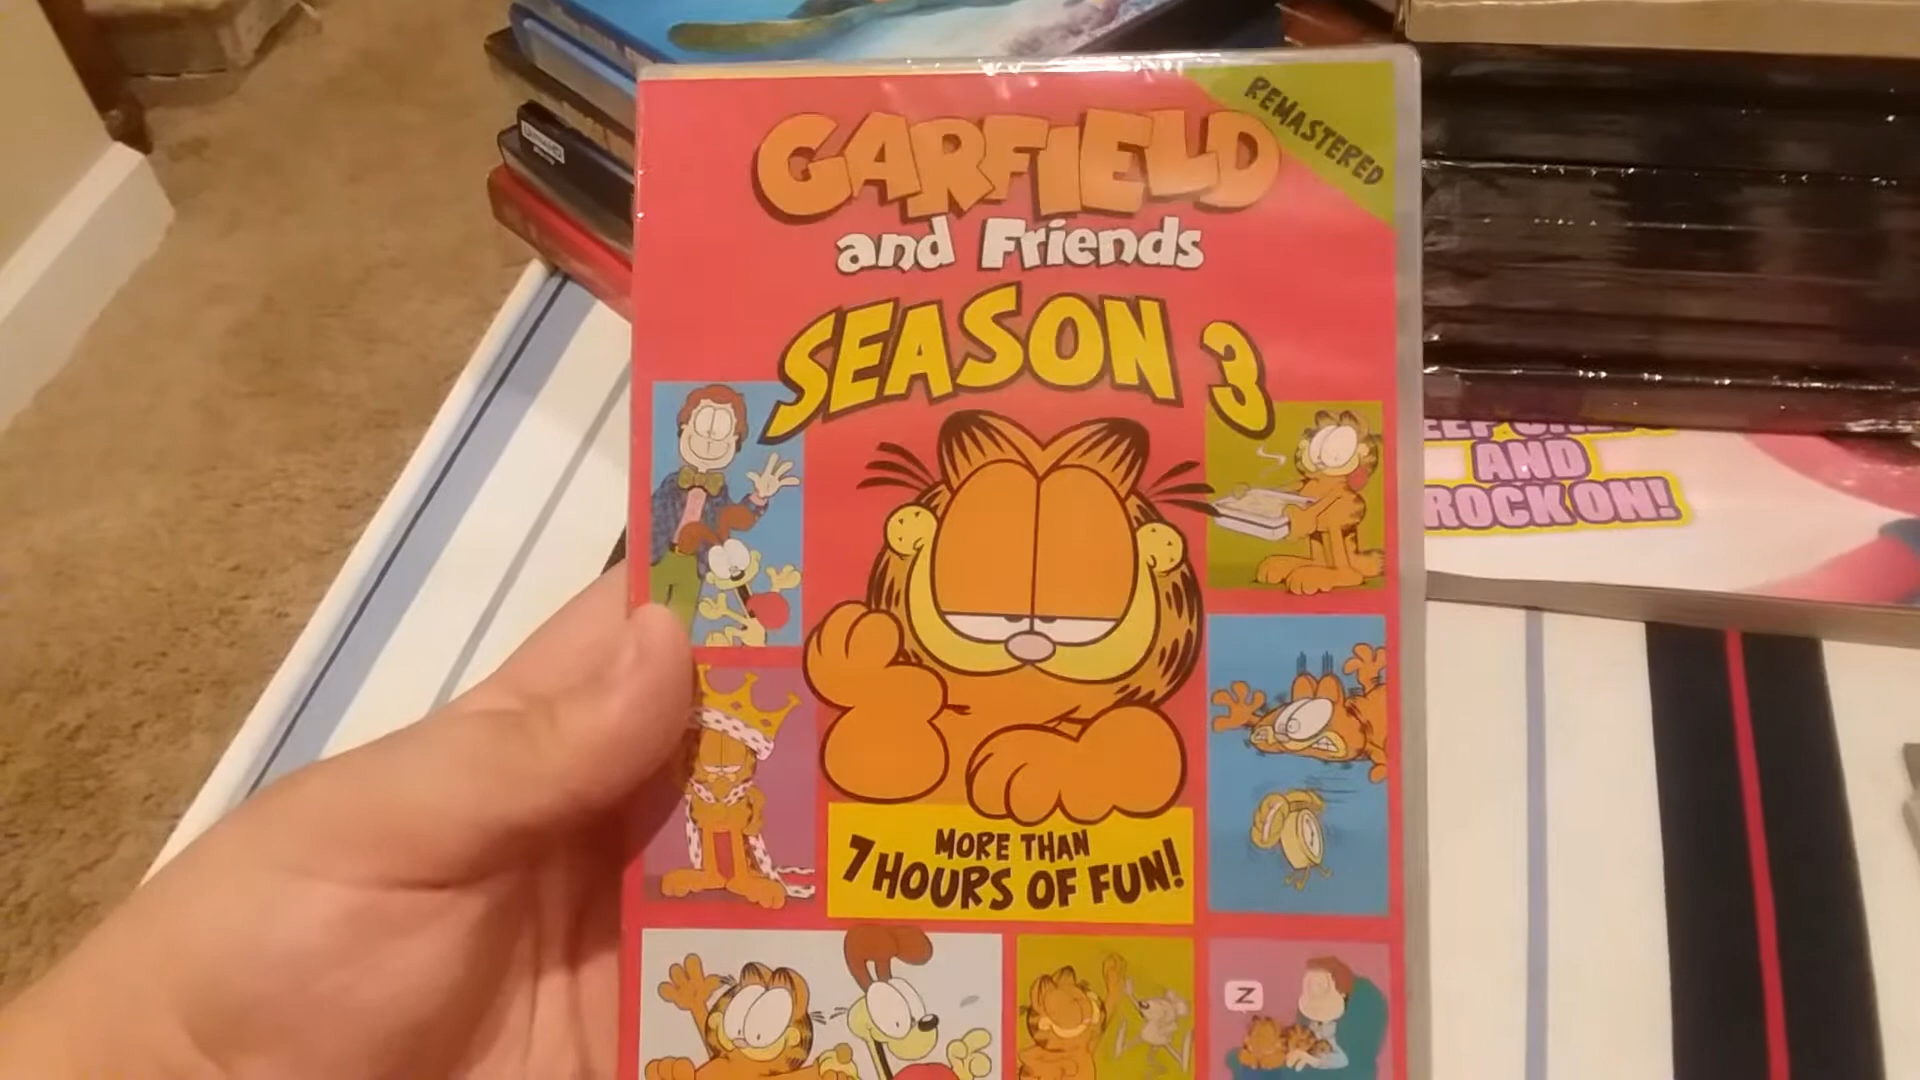 REMASTERED
GARFIELD
and Friends
SEASON 3
MORE THAN
7 HOURS OF FUN!
Z
AND
ROCK ON!